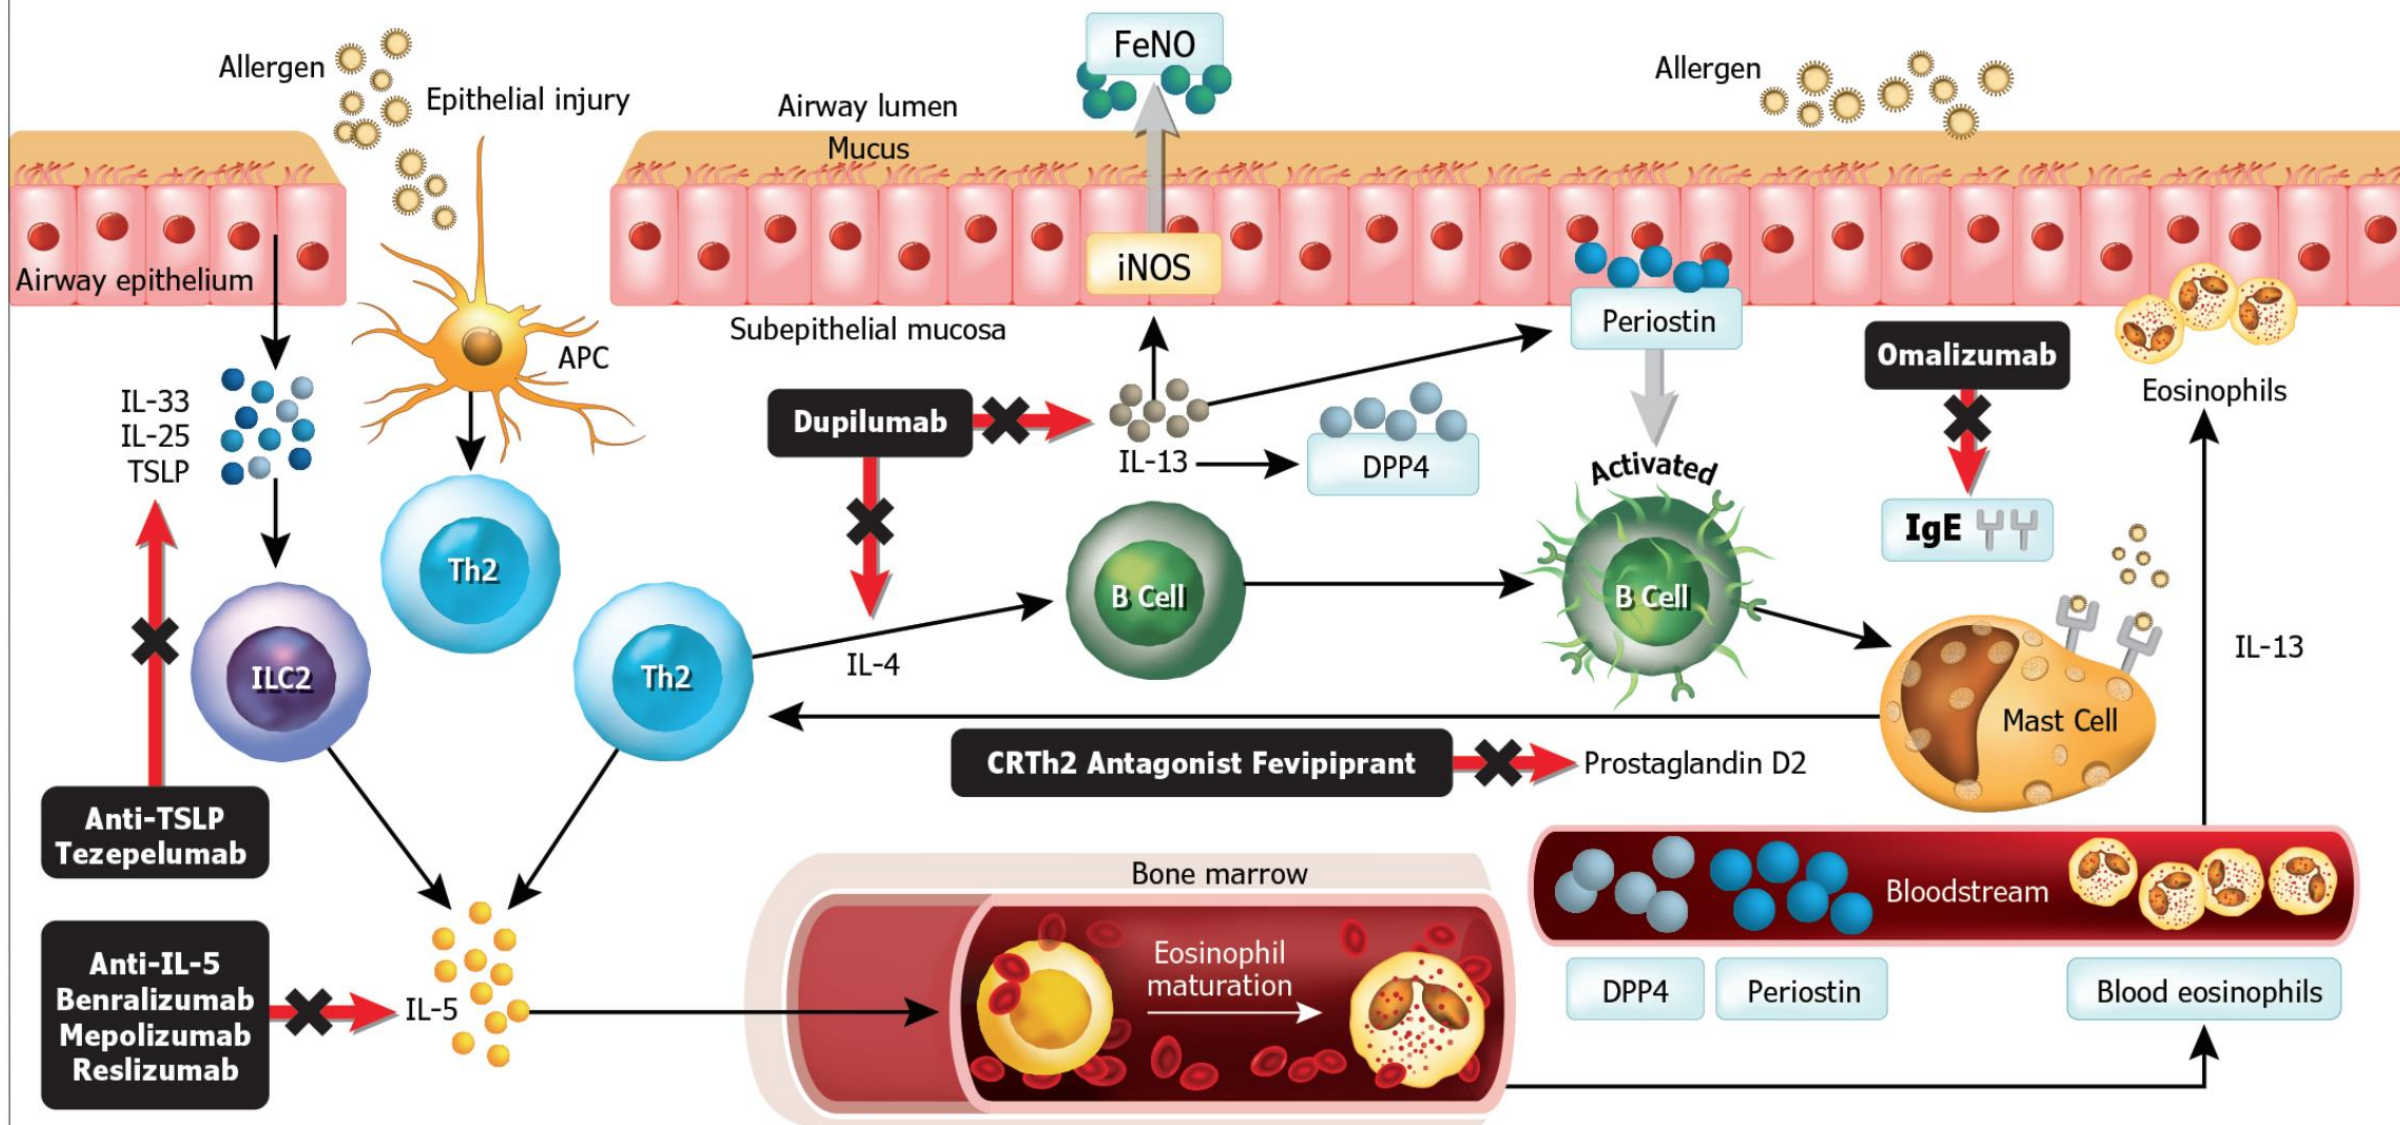 FeNO
Allergen
Allergen
Epithelial injury
Airway lumen
Mucus
Airway epithelium
iNOS
Subepithelial mucosa
Periostin
APC
Omalizumab
Eosinophils
IL-33
IL-25
TSLP
Dupilumab
IL-13
DPP4
Activated
IgE
Th2
B Cell
B Cell
ILC2
Th2
IL-4
IL-13
Mast Cell
CRTh2 Antagonist Fevipiprant
Prostaglandin D2
Anti-TSLP
Tezepelumab
Bone marrow
Bloodstream
Eosinophil
maturation
Anti-IL-5
Benralizumab
Mepolizumab
Reslizumab
IL-5
DPP4
Periostin
Blood eosinophils